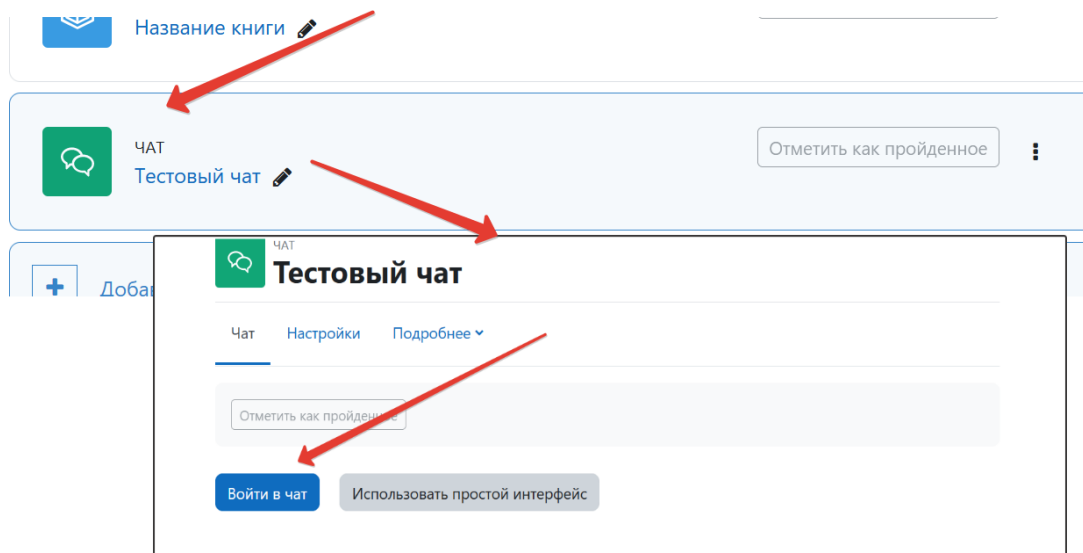 Название книги
ЧАТ
Тестовый чат
Отметить как пройденное
Добав
ЧАТ
Тестовый чат
Чат Настройки Подробнее
Отметить как пройденное
Войти в чат Использовать простой интерфейс